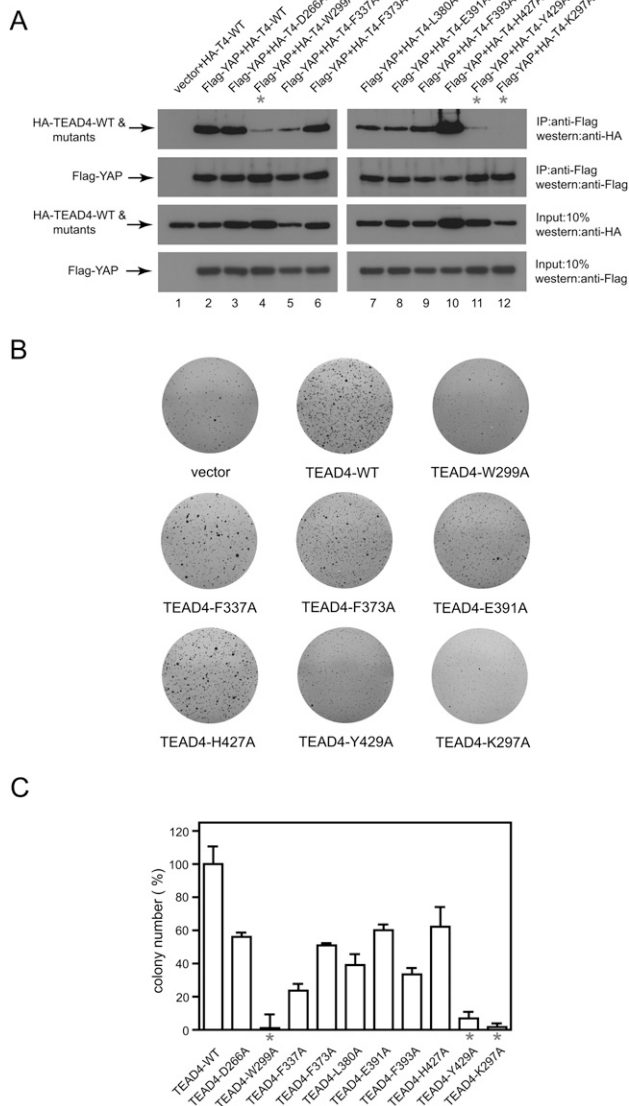 A
vector+HA-T4-WT
Flag-YAP+HA-T4-WT
Flag-YAP+HA-T4-D266A
Flag-YAP+HA-T4-W299A
Flag-YAP+HA-T4-F337A
Flag-YAP+HA-T4-F373A
Flag-YAP+HA-T4-L380A
Flag-YAP+HA-T4-E391A
Flag-YAP+HA-T4-F393A
Flag-YAP+HA-T4-H427A
Flag-YAP+HA-T4-Y429A
Flag-YAP+HA-T4-K297A
* * *
HA-TEAD4-WT &
mutants
IP:anti-Flag
western:anti-HA
Flag-YAP
IP:anti-Flag
western:anti-Flag
HA-TEAD4-WT &
mutants
Input:10%
western:anti-HA
Flag-YAP
Input:10%
western:anti-Flag
1 2 3 4 5 6 7 8 9 10 11 12
B
vector TEAD4-WT TEAD4-W299A
TEAD4-F337A TEAD4-F373A TEAD4-E391A
TEAD4-H427A TEAD4-Y429A TEAD4-K297A
C
colony number ( %)
120
100
80
60
40
20
0
* * *
TEAD4-WT
TEAD4-D266A
TEAD4-W299A
TEAD4-F337A
TEAD4-F373A
TEAD4-L380A
TEAD4-E391A
TEAD4-F393A
TEAD4-H427A
TEAD4-Y429A
TEAD4-K297A